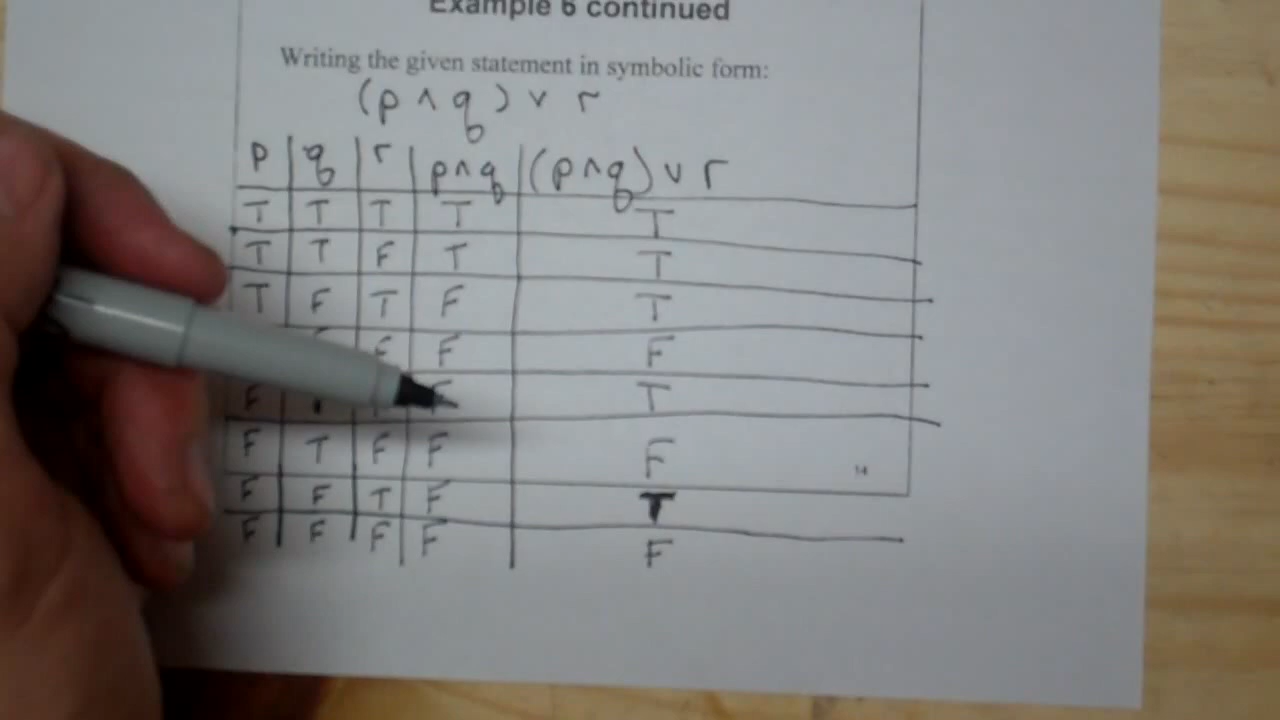 Example 6 continued
Writing the given statement in symbolic form:
(p ∧ q) ∨ r
p q r p∧q (p∧q) ∨ r
T T T T T
T T F T T
T F T F T
F F F
F F T
F T F F F
F F T F T
F F F F F